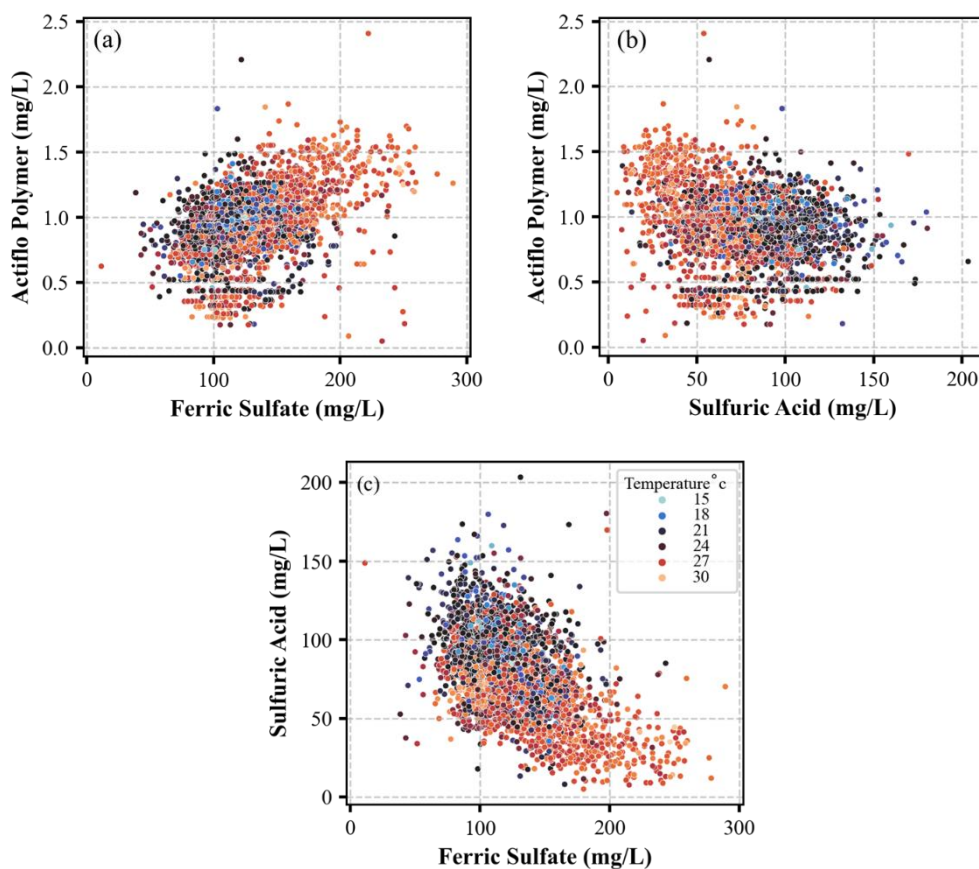 (a)
2.5
2.0
1.5
1.0
0.5
0.0
Actiflo Polymer (mg/L)
0 100 200 300
Ferric Sulfate (mg/L)
(b)
2.5
2.0
1.5
1.0
0.5
0.0
Actiflo Polymer (mg/L)
0 50 100 150 200
Sulfuric Acid (mg/L)
(c)
200
150
100
50
0
Sulfuric Acid (mg/L)
Temperature°c
15
18
21
24
27
30
0 100 200 300
Ferric Sulfate (mg/L)